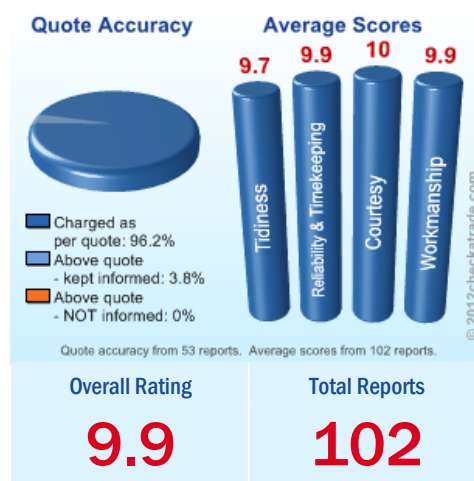 Quote Accuracy
Average Scores
9.7
9.9
10
9.9
Tidiness
Reliability & Timekeeping
Courtesy
Workmanship
Charged as
per quote: 96.2%
Above quote
- kept informed: 3.8%
Above quote
- NOT informed: 0%
© 2012checkatrade.com
Quote accuracy from 53 reports. Average scores from 102 reports.
Overall Rating
9.9
Total Reports
102